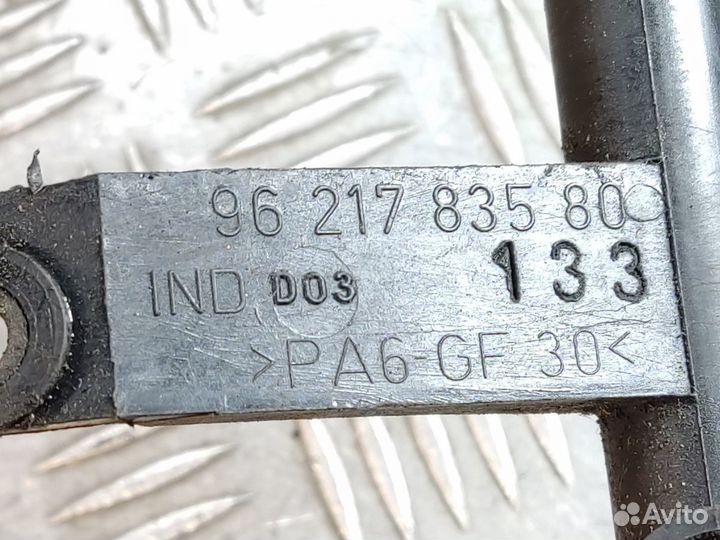 96 217 835 80
IND D03 133
>PA6-GF 30<
Avito